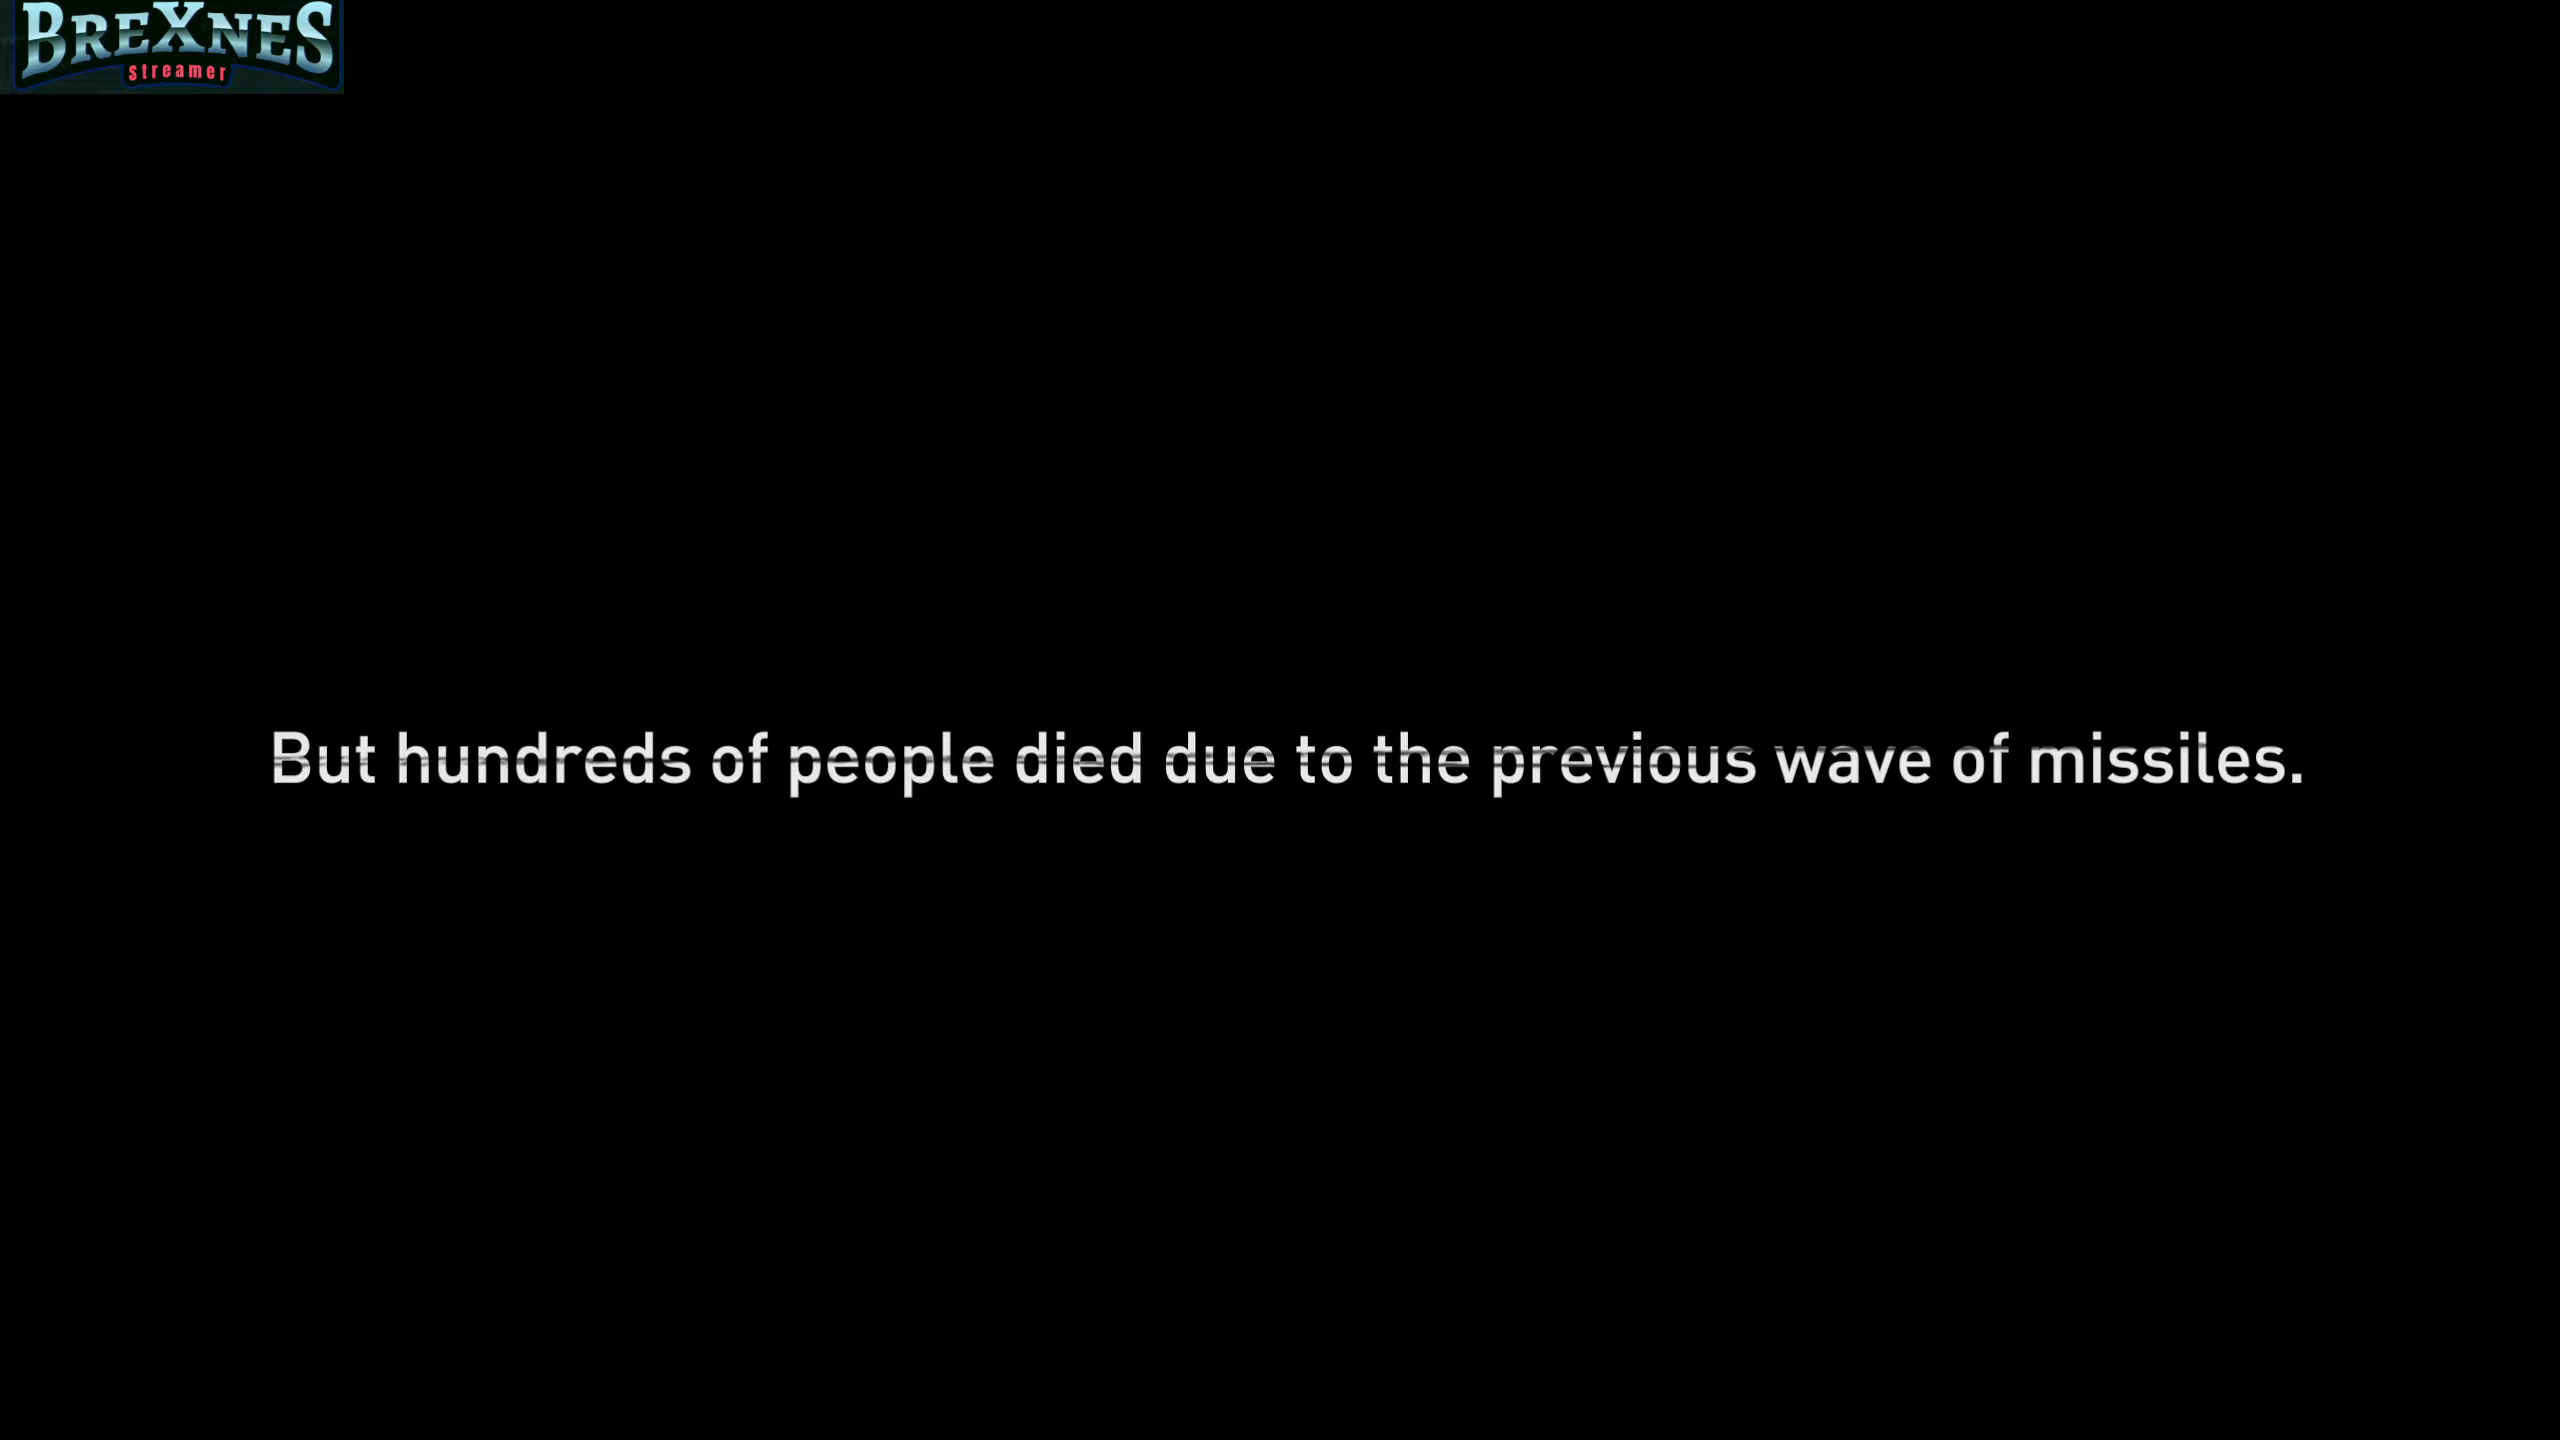 BREXNES
streamer
But hundreds of people died due to the previous wave of missiles.